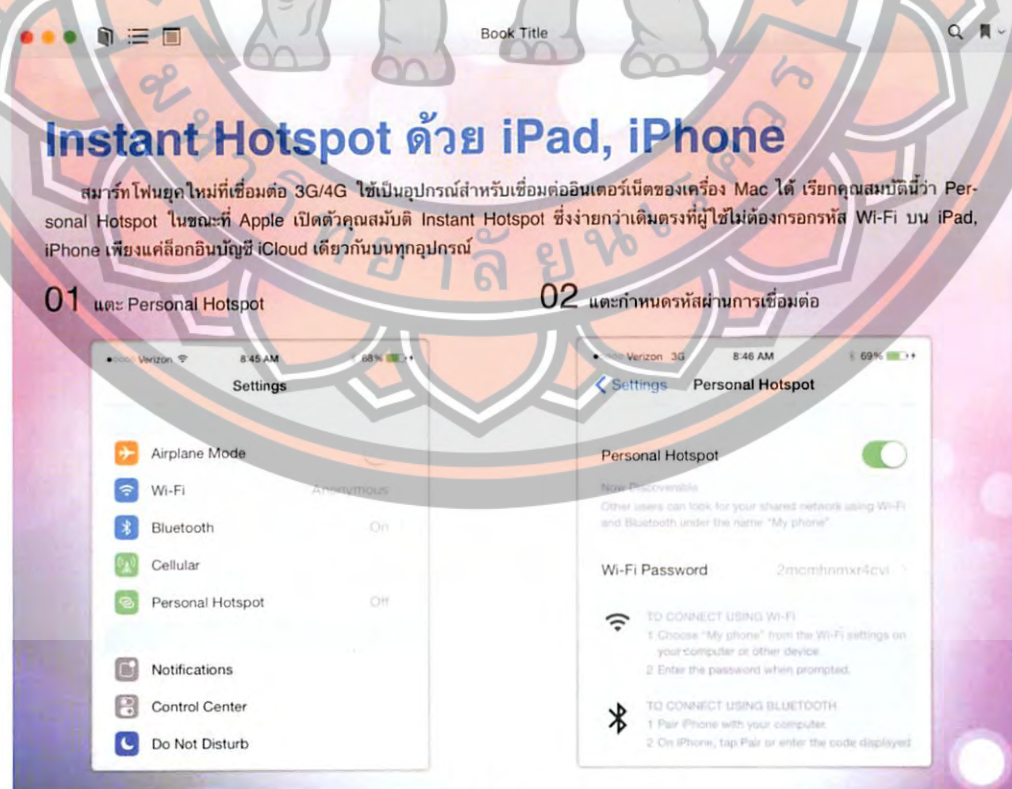 Book Title
Instant Hotspot ด้วย iPad, iPhone
สมาร์ทโฟนยุคใหม่ที่เชื่อมต่อ 3G/4G ใช้เป็นอุปกรณ์สำหรับเชื่อมต่ออินเตอร์เน็ตของเครื่อง Mac ได้ เรียกคุณสมบัตินี้ว่า Per-
sonal Hotspot ในขณะที่ Apple เปิดตัวคุณสมบัติ Instant Hotspot ซึ่งง่ายกว่าเดิมตรงที่ผู้ใช้ไม่ต้องกรอกรหัส Wi-Fi บน iPad,
iPhone เพียงแค่ล็อกอินบัญชี iCloud เดียวกันบนทุกอุปกรณ์
01 แตะ Personal Hotspot
Verizon 8:45 AM 68%
Settings
Airplane Mode
Wi-Fi Anonymous
Bluetooth On
Cellular
Personal Hotspot Off
Notifications
Control Center
Do Not Disturb
02 แตะกำหนดรหัสผ่านการเชื่อมต่อ
Verizon 3G 8:46 AM 69%
Settings Personal Hotspot
Personal Hotspot
Now Discoverable
Other users can look for your shared network using Wi-Fi
and Bluetooth under the name "My phone"
Wi-Fi Password 2mcmhnmxr4cvi
TO CONNECT USING WI-FI
1 Choose "My phone" from the Wi-Fi settings on
your computer or other device.
2 Enter the password when prompted.
TO CONNECT USING BLUETOOTH
1 Pair iPhone with your computer.
2 On iPhone, tap Pair or enter the code displayed